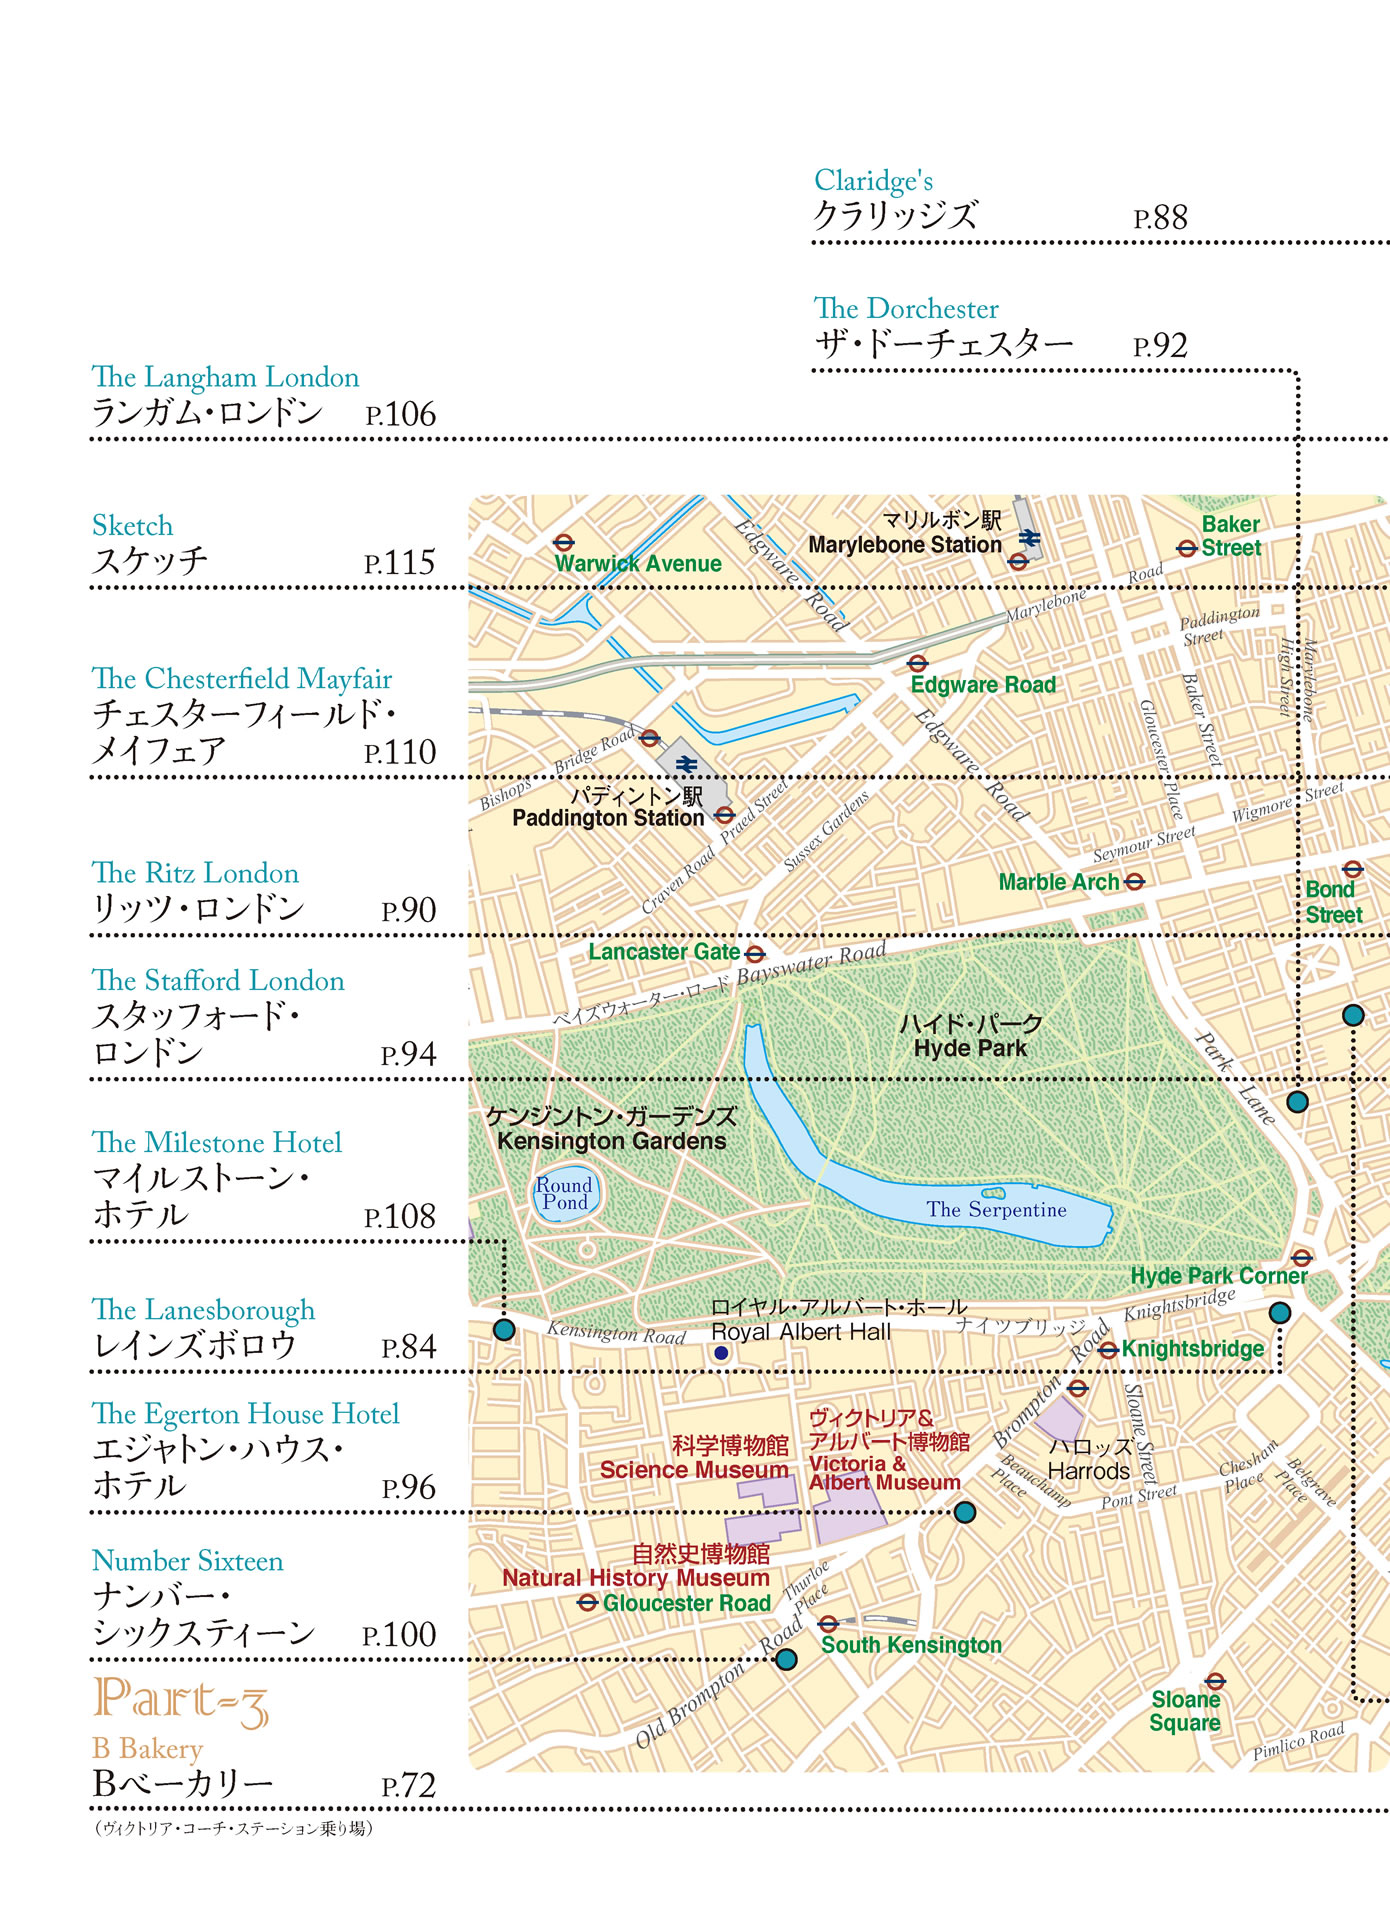 Claridge's
クラリッジズ P.88
The Dorchester
ザ・ドーチェスター P.92
The Langham London
ランガム・ロンドン P.106
Sketch
スケッチ P.115
The Chesterfield Mayfair
チェスターフィールド・
メイフェア P.110
The Ritz London
リッツ・ロンドン P.90
The Stafford London
スタッフォード・
ロンドン P.94
The Milestone Hotel
マイルストーン・
ホテル P.108
The Lanesborough
レインズボロウ P.84
The Egerton House Hotel
エジャトン・ハウス・
ホテル P.96
Number Sixteen
ナンバー・
シックスティーン P.100
Part-3
B Bakery
Bベーカリー P.72
(ヴィクトリア・コーチ・ステーション乗り場)
Warwick Avenue
Edgware Road
マリルボン駅
Marylebone Station
Baker
Street
Marylebone Road
Paddington
Street
Marylebone
High Street
Edgware Road
Edgware Road
Gloucester Place
Baker Street
Bishops Bridge Road
パディントン駅
Paddington Station
Praed Street
Craven Road
Sussex Gardens
Seymour Street
Wigmore Street
Marble Arch
Bond
Street
Lancaster Gate
Bayswater Road
ベイズウォーター・ロード
ハイド・パーク
Hyde Park
Park Lane
ケンジントン・ガーデンズ
Kensington Gardens
Round
Pond
The Serpentine
Hyde Park Corner
ロイヤル・アルバート・ホール
Royal Albert Hall
Kensington Road
ナイツブリッジ
Knightsbridge
Knightsbridge
Brompton Road
Sloane Street
ハロッズ
Harrods
Beauchamp
Place
Pont Street
Chesham
Place
Belgrave
Place
科学博物館
Science Museum
ヴィクトリア&
アルバート博物館
Victoria &
Albert Museum
自然史博物館
Natural History Museum
Gloucester Road
Thurloe
Place
South Kensington
Old Brompton Road
Sloane
Square
Pimlico Road